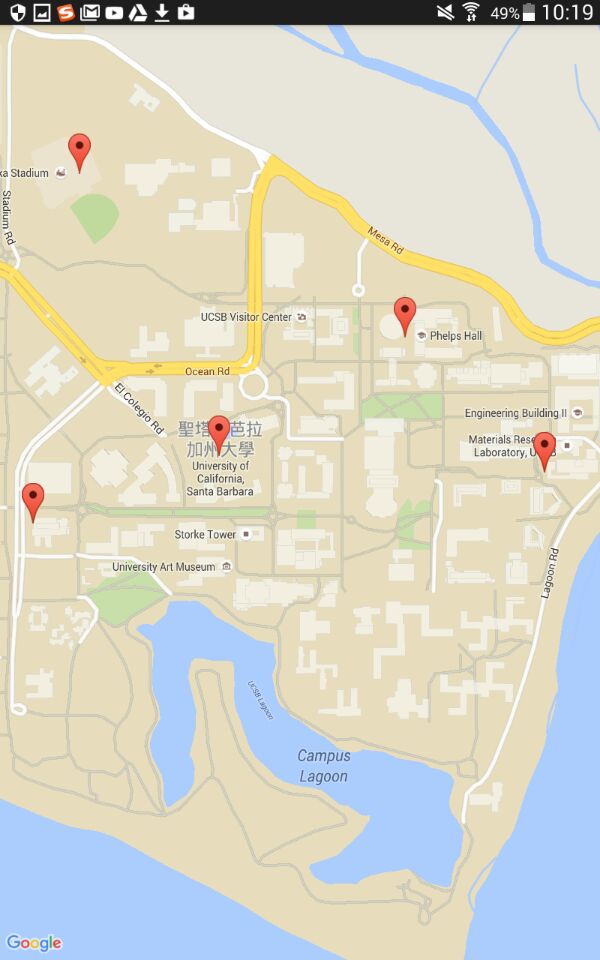 49% 10:19
ka Stadium
Stadium Rd
Mesa Rd
UCSB Visitor Center
Phelps Hall
Ocean Rd
El Colegio Rd
Engineering Building II
聖塔芭芭拉
加州大學
University of
California,
Santa Barbara
Materials Rese
Laboratory, U
Storke Tower
University Art Museum
Lagoon Rd
UCSB Lagoon
Campus
Lagoon
Google